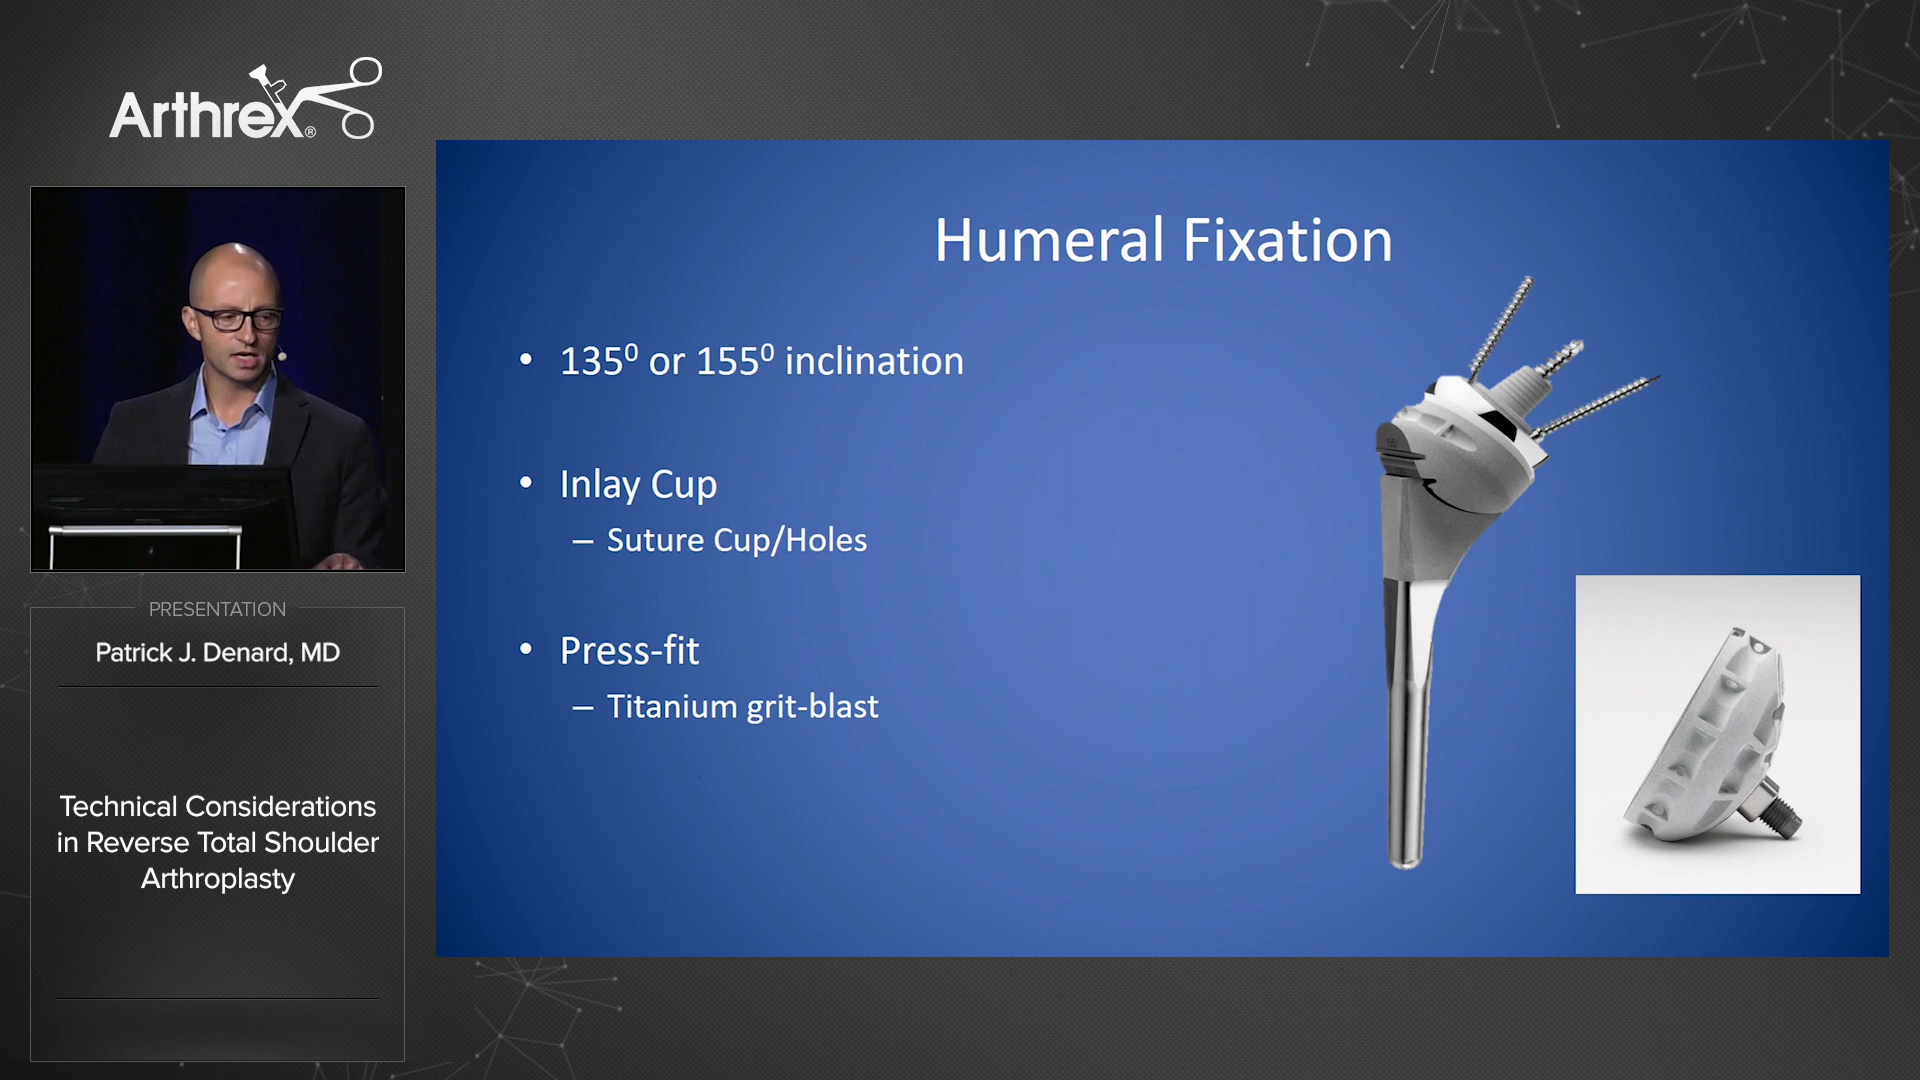 Arthrex®
PRESENTATION
Patrick J. Denard, MD
Technical Considerations
in Reverse Total Shoulder
Arthroplasty
Humeral Fixation
• 135⁰ or 155⁰ inclination
• Inlay Cup
– Suture Cup/Holes
• Press-fit
– Titanium grit-blast